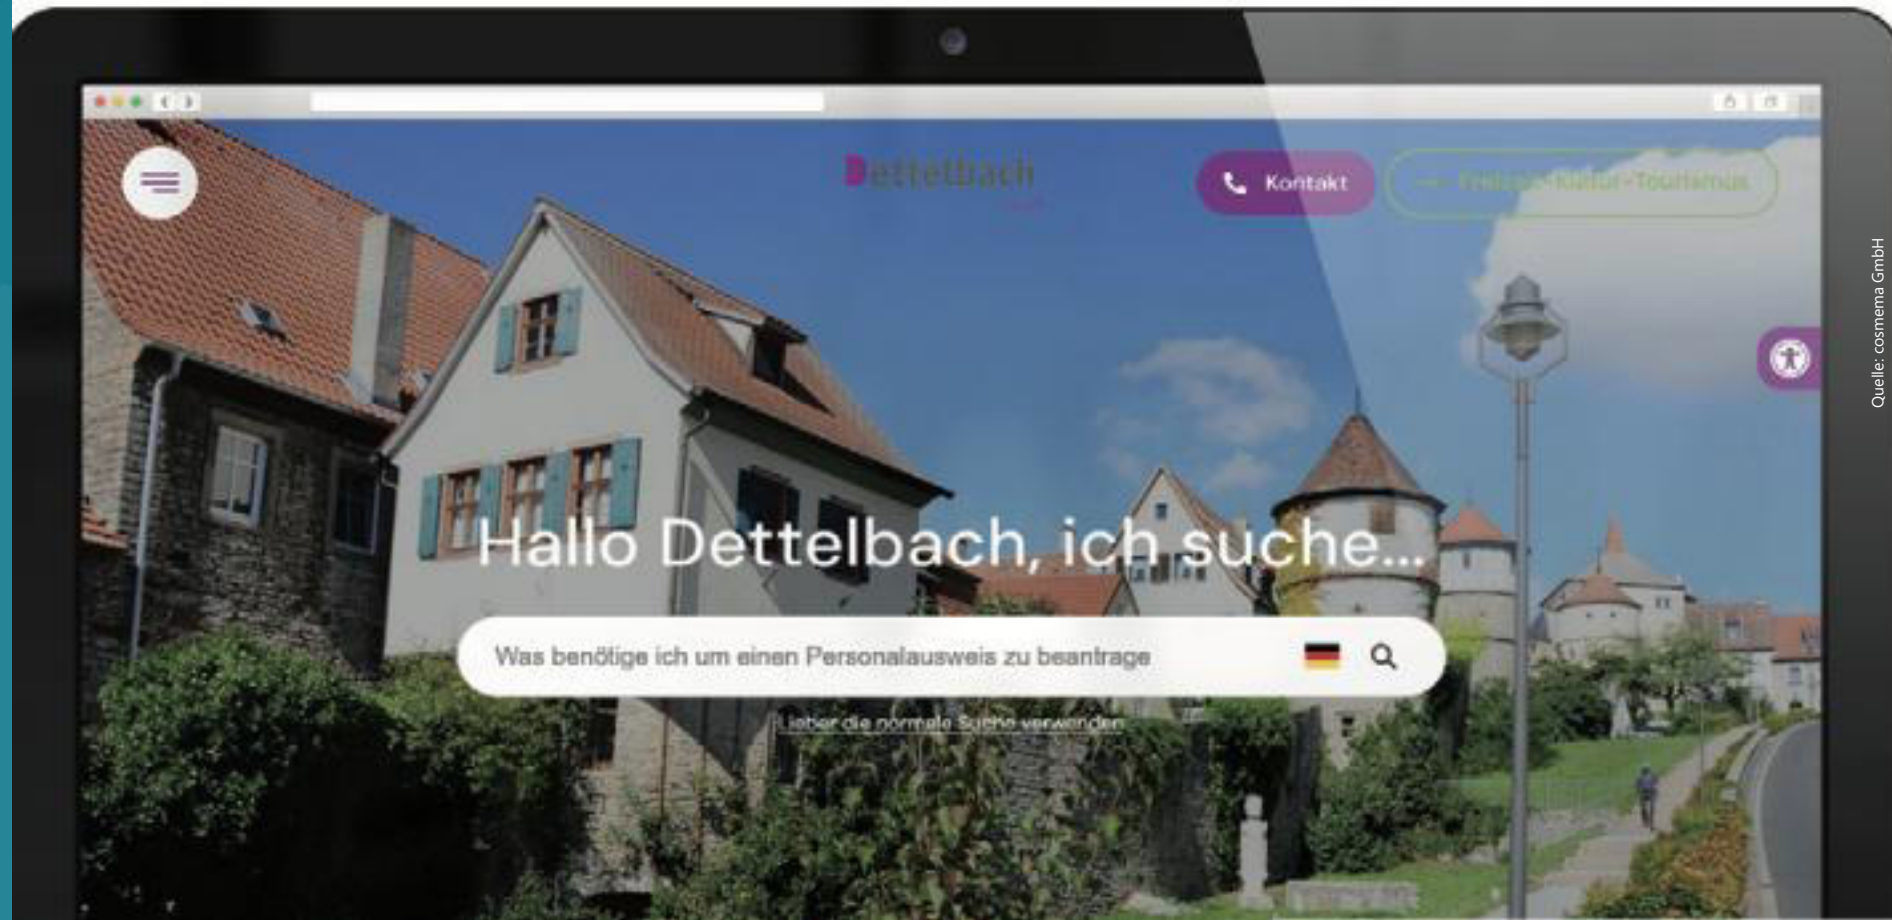 Dettelbach
Kontakt
Hallo Dettelbach, ich suche...
Was benötige ich um einen Personalausweis zu beantrage
Lieber die normale Suche verwenden
Quelle: cosmema GmbH